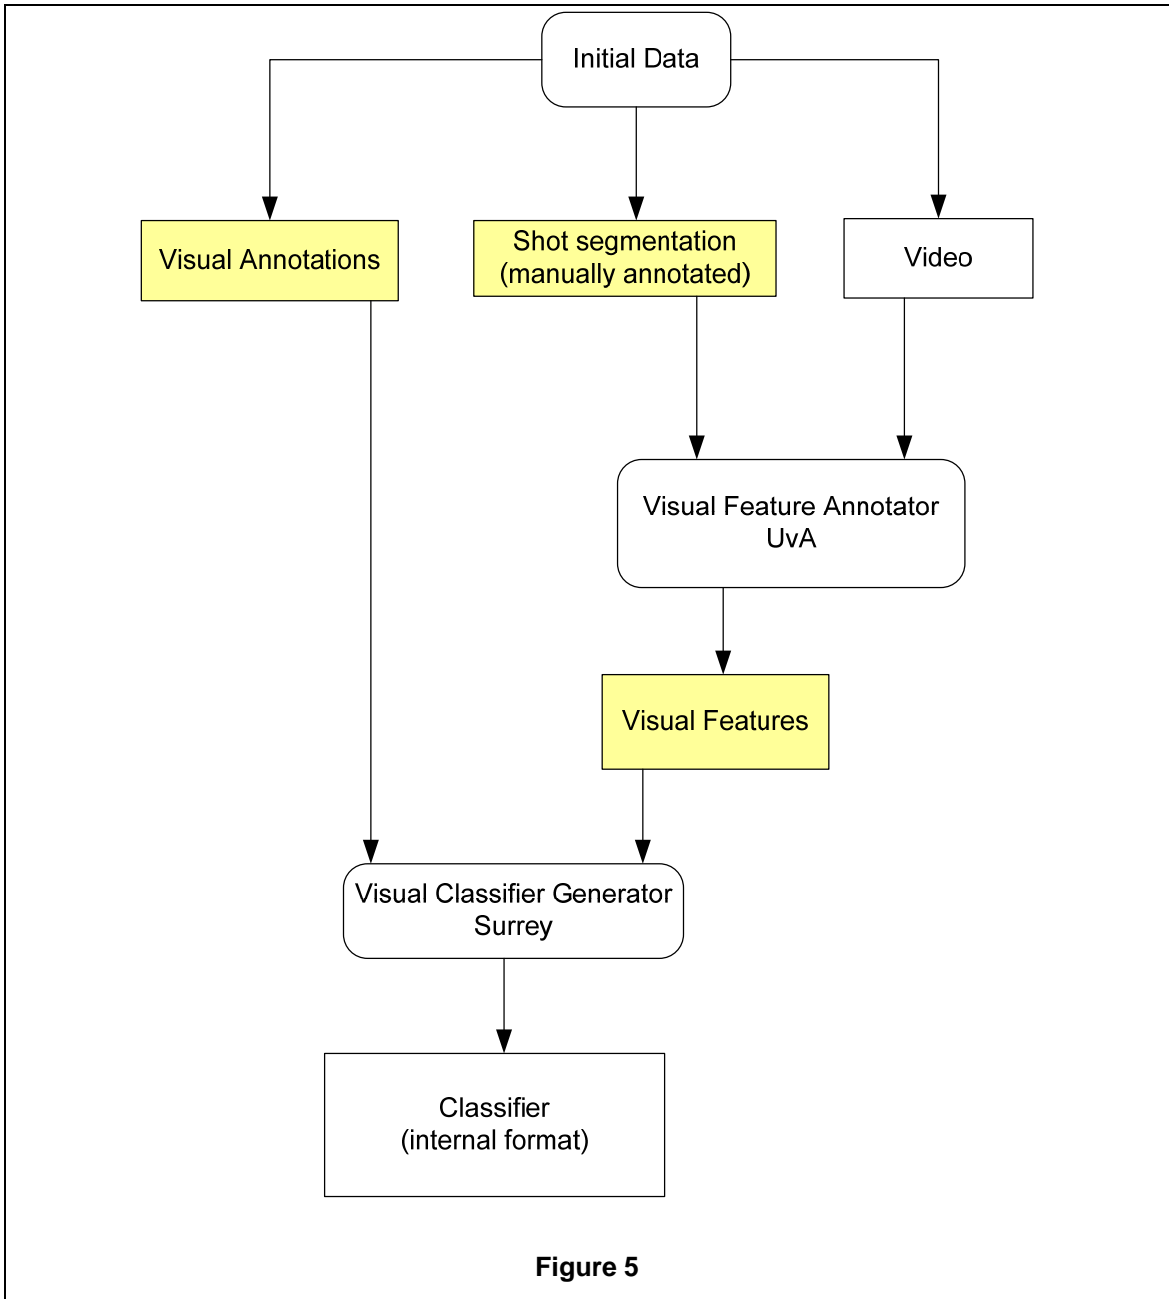 Initial Data
Visual Annotations
Shot segmentation
(manually annotated)
Video
Visual Feature Annotator
UvA
Visual Features
Visual Classifier Generator
Surrey
Classifier
(internal format)
Figure 5